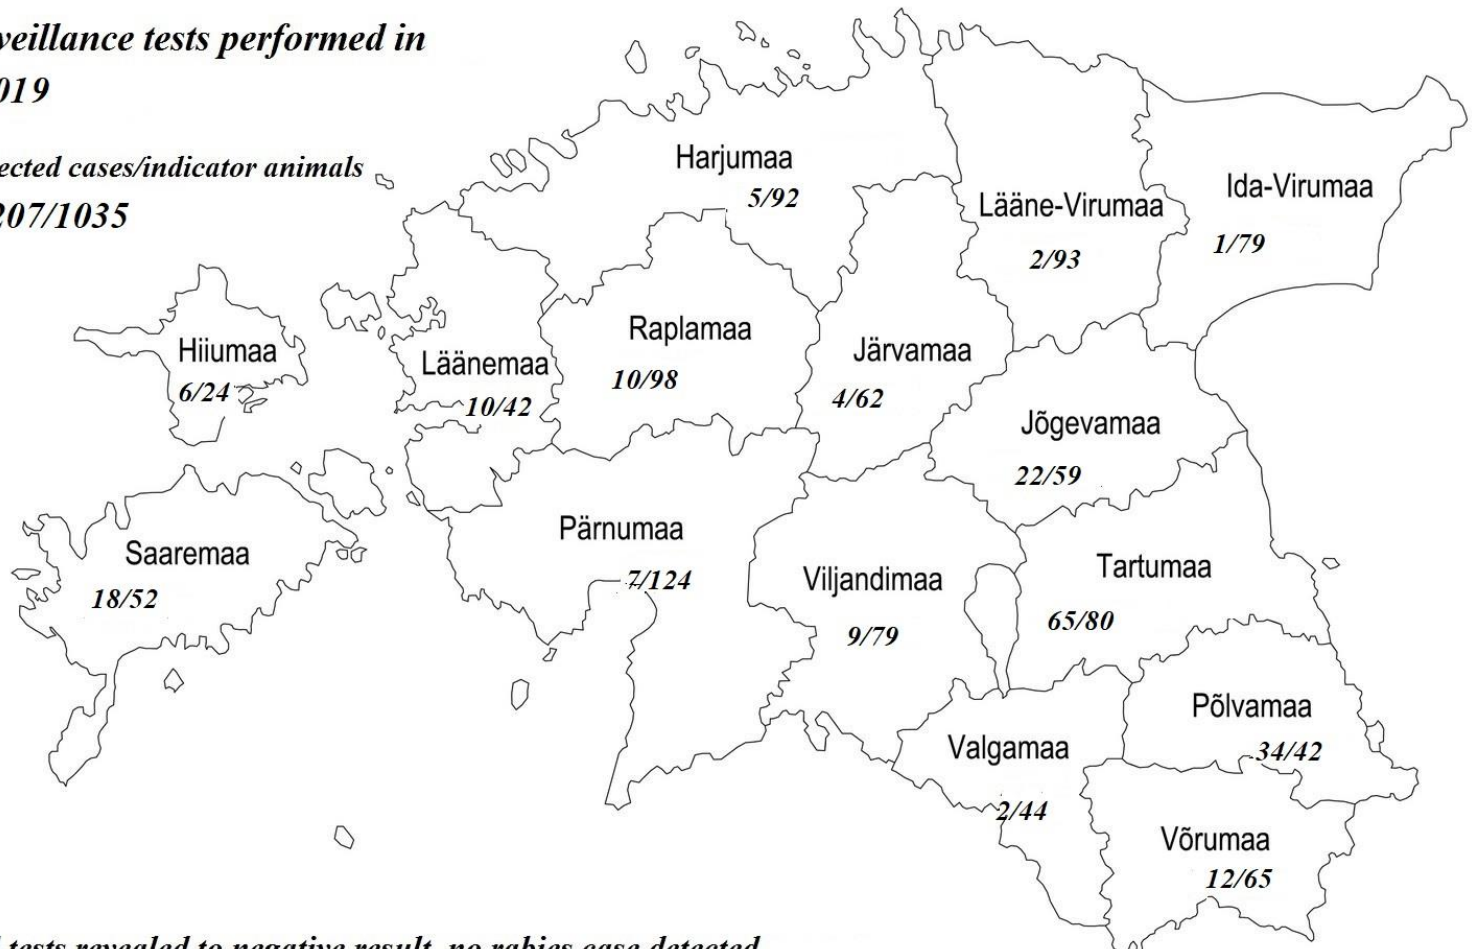 veillance tests performed in
019
ected cases/indicator animals
207/1035
Harjumaa
5/92
Lääne-Virumaa
2/93
Ida-Virumaa
1/79
Hiiumaa
6/24
Läänemaa
10/42
Raplamaa
10/98
Järvamaa
4/62
Jõgevamaa
22/59
Saaremaa
18/52
Pärnumaa
7/124
Viljandimaa
9/79
Tartumaa
65/80
Valgamaa
2/44
Põlvamaa
34/42
Võrumaa
12/65
tests revealed to negative result, no rabies case detected